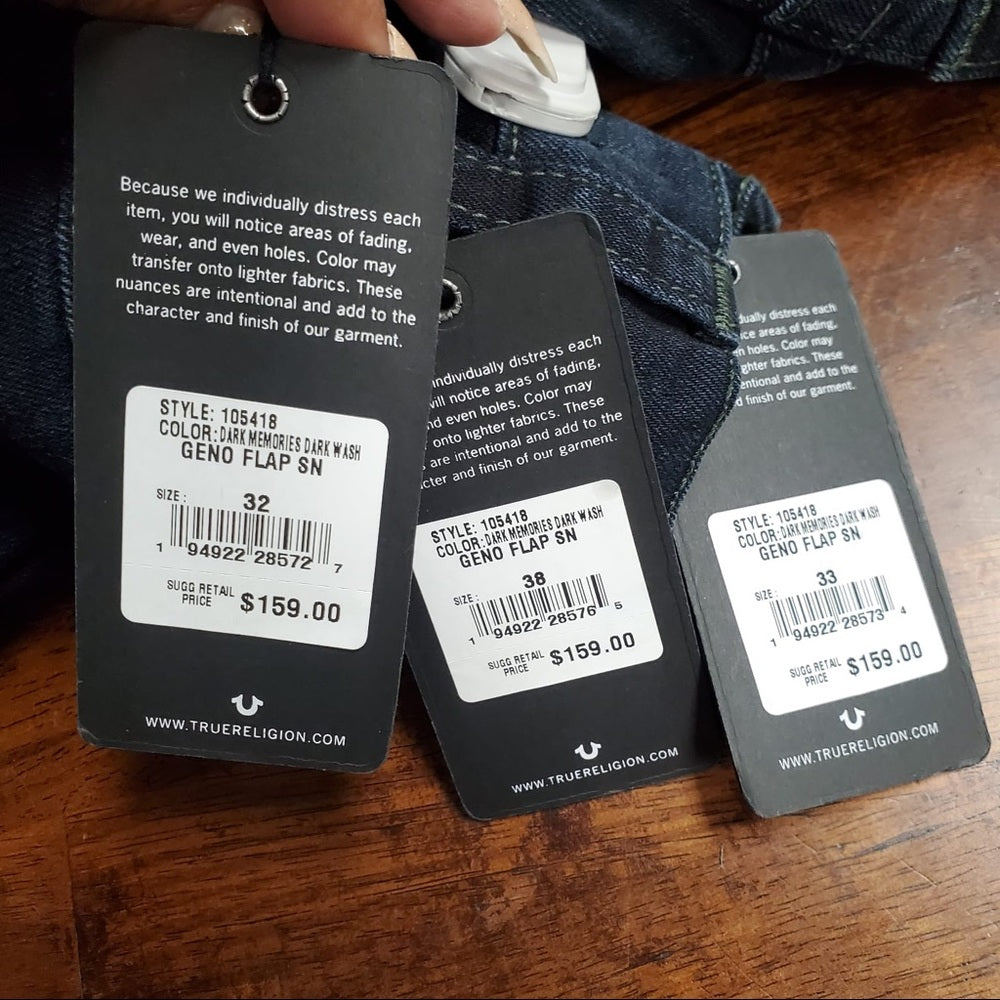 Because we individually distress each
item, you will notice areas of fading,
wear, and even holes. Color may
transfer onto lighter fabrics. These
nuances are intentional and add to the
character and finish of our garment.
STYLE: 105418
COLOR: DARK MEMORIES DARK WASH
GENO FLAP SN
SIZE: 32
1 94922 28572 7
SUGG RETAIL
PRICE $159.00
WWW.TRUERELIGION.COM
individually distress each
notice areas of fading,
even holes. Color may
onto lighter fabrics. These
are intentional and add to the
and finish of our garment.
STYLE: 105418
COLOR: DARK MEMORIES DARK WASH
GENO FLAP SN
SIZE: 38
1 94922 28576 5
SUGG RETAIL
PRICE $159.00
WWW.TRUERELIGION.COM
distress each
areas of fading,
holes. Color may
fabrics. These
and add to the
finish of our garment.
STYLE: 105418
COLOR: DARK MEMORIES DARK WASH
GENO FLAP SN
SIZE: 33
1 94922 28573 4
SUGG RETAIL
PRICE $159.00
WWW.TRUERELIGION.COM